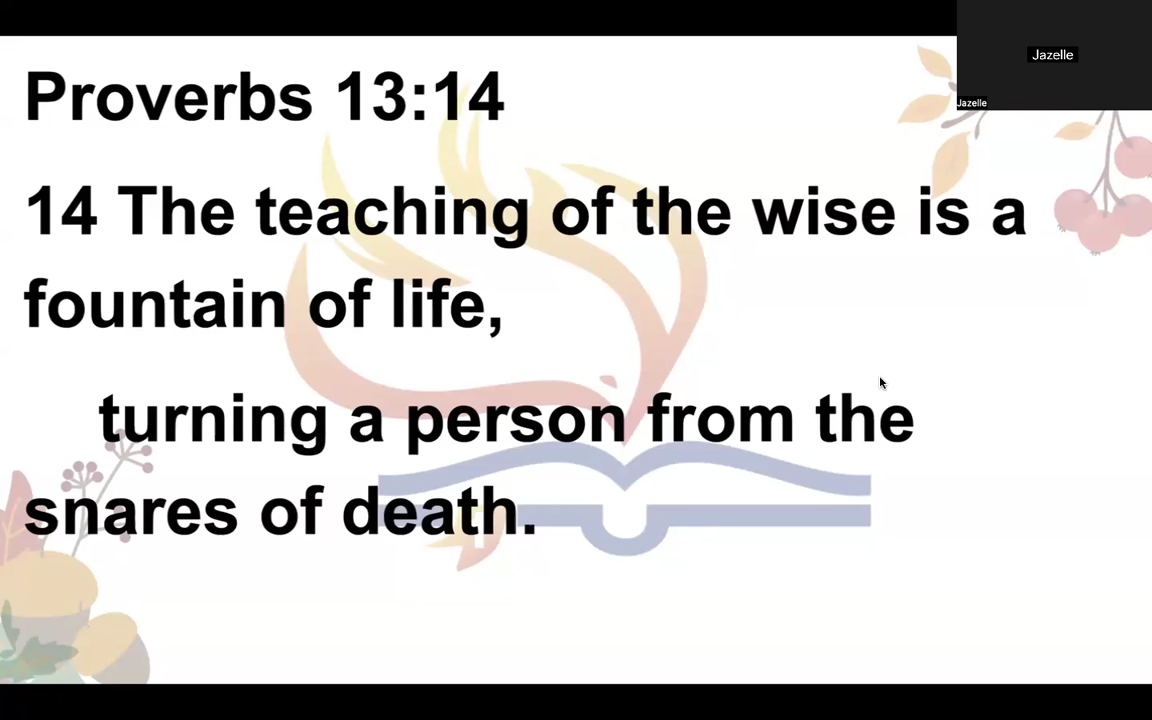 Jazelle
Jazelle
Proverbs 13:14
14 The teaching of the wise is a
fountain of life,
turning a person from the
snares of death.